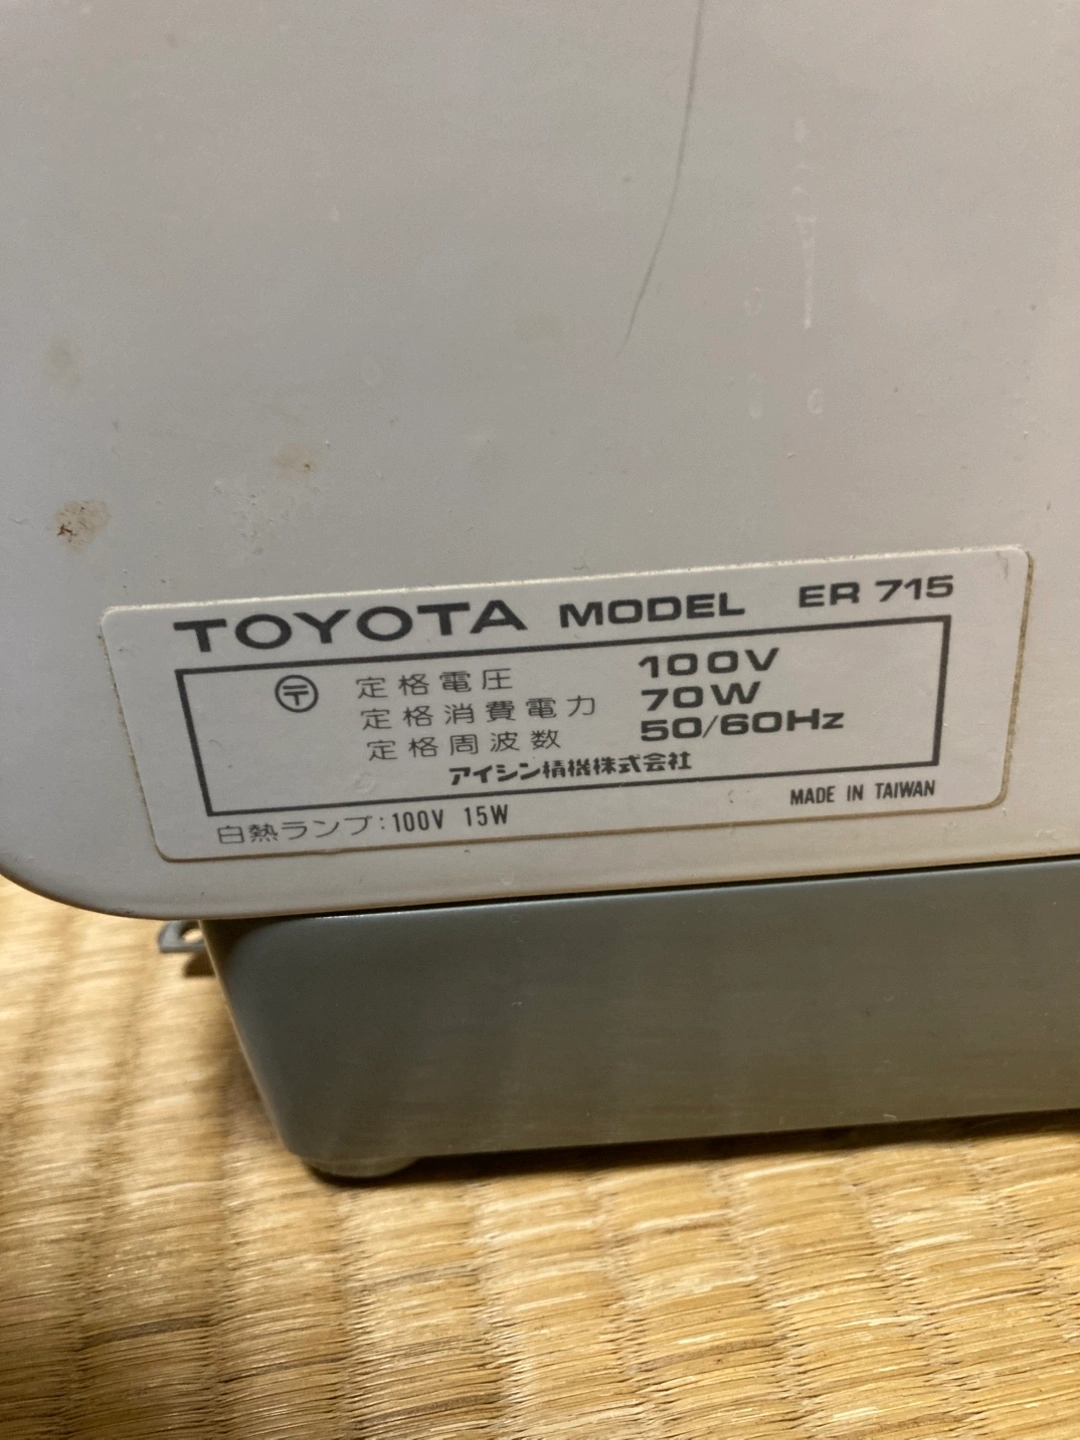 TOYOTA MODEL ER 715
〒 定格電圧 100V
定格消費電力 70W
定格周波数 50/60Hz
アイシン精機株式会社
白熱ランプ:100V 15W MADE IN TAIWAN